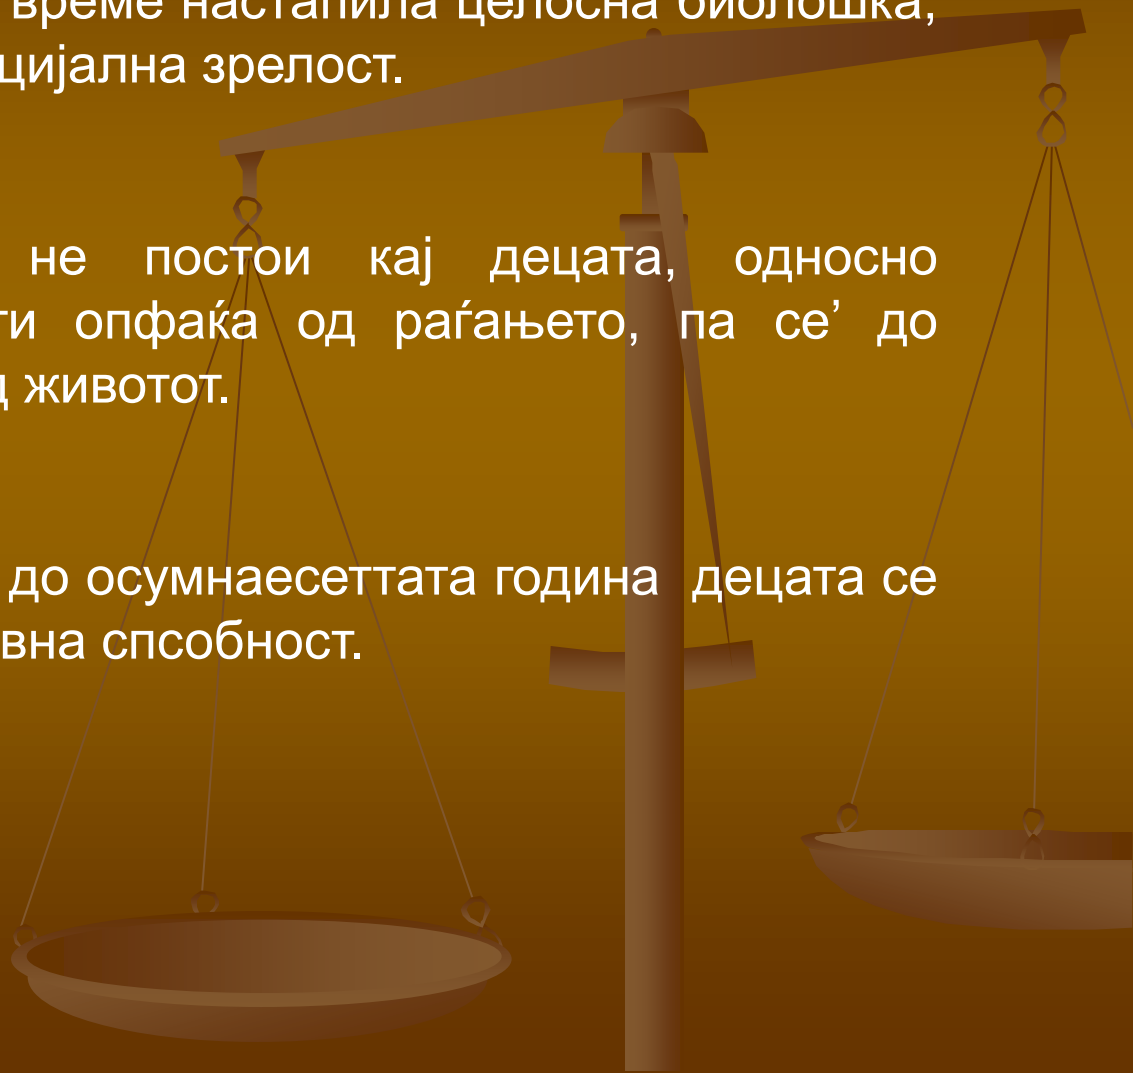 време настапила целосна биолошка,
цијална зрелост.
не постои кај децата, односно
ти опфаќа од раѓањето, па се’ до
д животот.
до осумнаесеттата година децата се
вна спсобност.